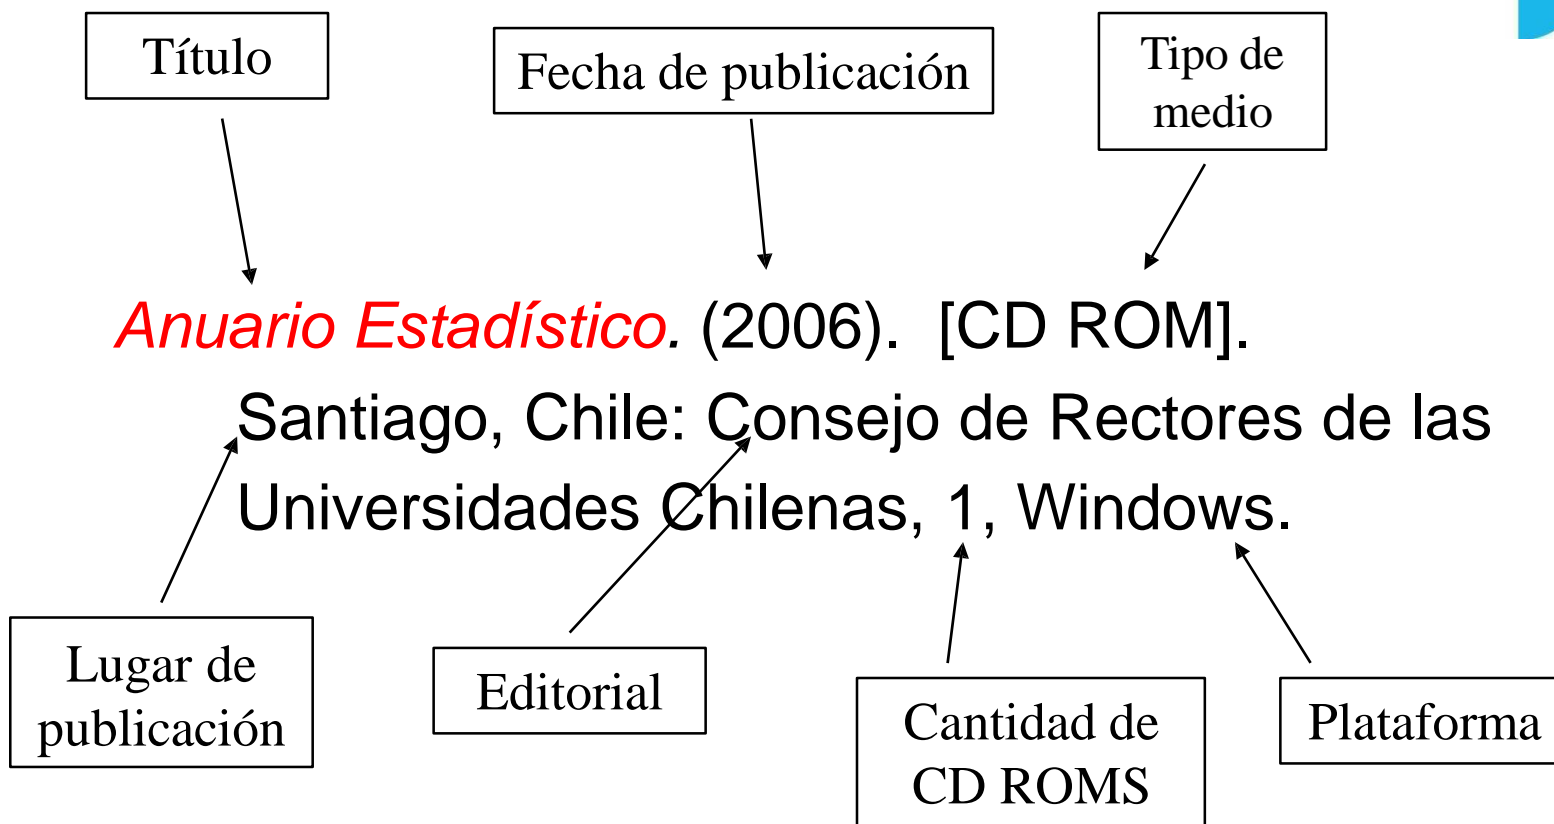 Título
Fecha de publicación
Tipo de
medio
Anuario Estadístico. (2006).  [CD ROM].
Santiago, Chile: Consejo de Rectores de las
Universidades Chilenas, 1, Windows.
Lugar de
publicación
Editorial
Cantidad de
CD ROMS
Plataforma